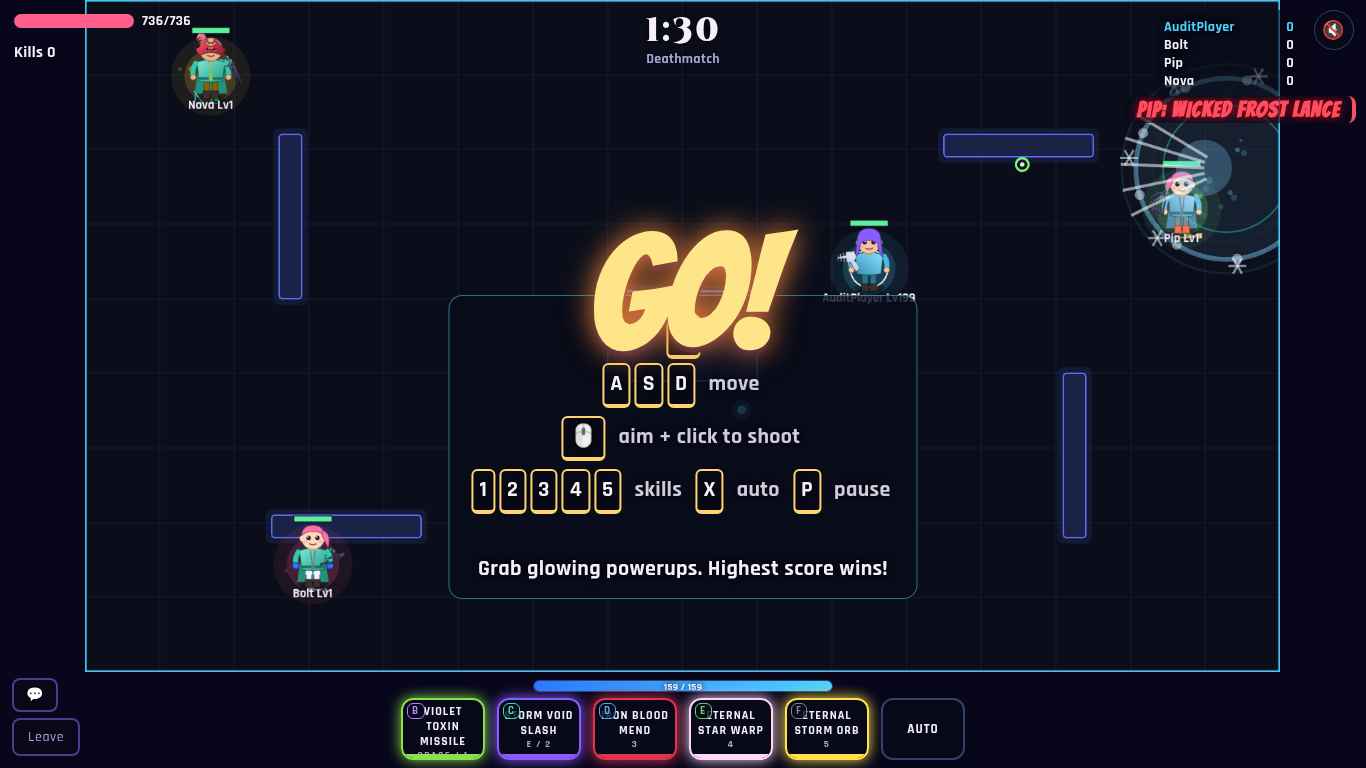 736/736
Kills 0
1:30
Deathmatch
AuditPlayer 0
Bolt 0
Pip 0
Nova 0
PIP: WICKED FROST LANCE
Nova Lv1
Pip Lv1
AuditPlayer Lv199
GO!
A S D move
aim + click to shoot
1 2 3 4 5 skills X auto P pause
Grab glowing powerups. Highest score wins!
Bolt Lv1
159 / 159
Leave
B VIOLET
TOXIN
MISSILE
C VOID
SLASH
E / 2
D BLOOD
MEND
3
E
STAR WARP
4
F
STORM ORB
5
AUTO